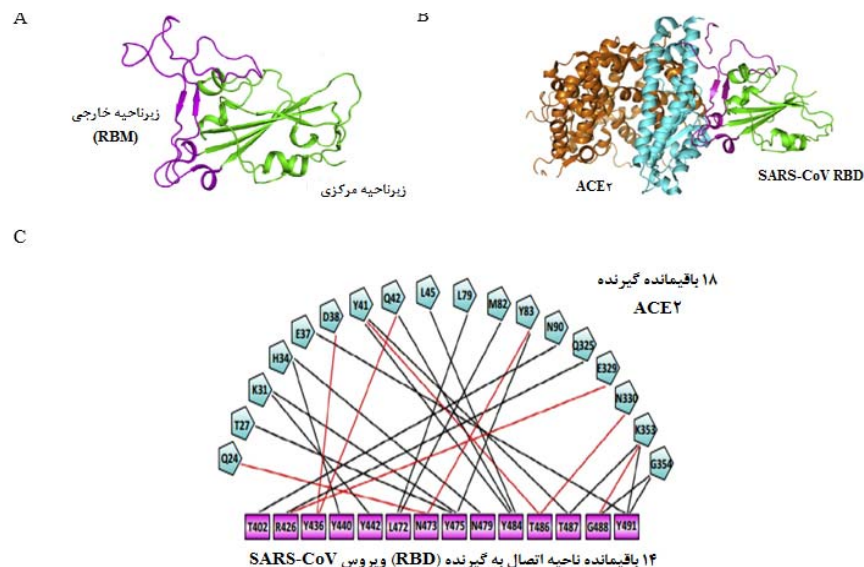 A
B
زیرناحیه خارجی
(RBM)
زیرناحیه مرکزی
ACE۲
SARS-CoV RBD
C
۱۸ باقیمانده گیرنده
ACE۲
Q24
T27
K31
H34
E37
D38
Y41
Q42
L45
L79
M82
Y83
N90
Q325
E329
N330
K353
G354
T402 R426 Y436 Y440 Y442 L472 N473 Y475 N479 Y484 T486 T487 G488 Y491
۱۴ باقیمانده ناحیه اتصال به گیرنده (RBD) ویروس SARS-CoV